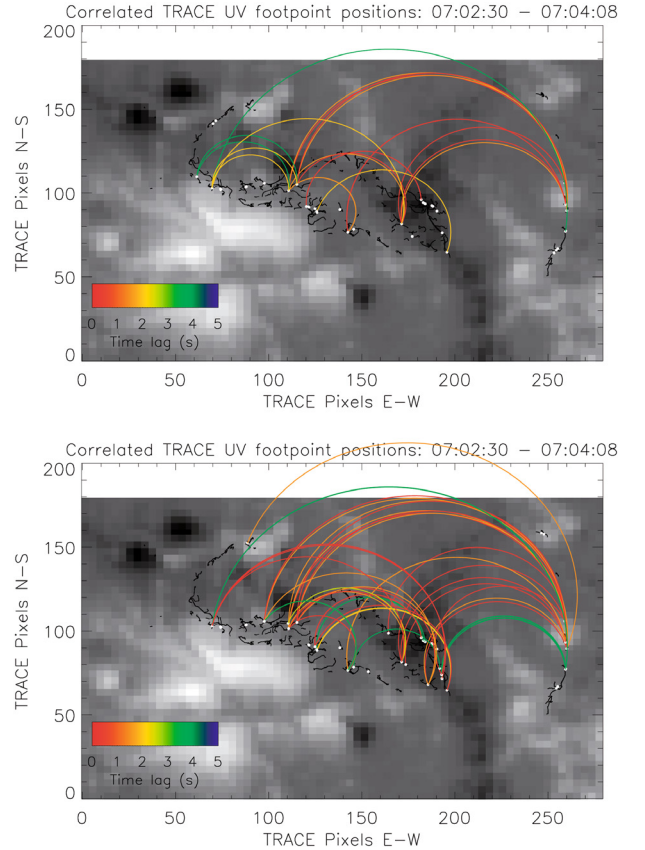 Correlated TRACE UV footpoint positions: 07:02:30 – 07:04:08
200
150
100
50
0
TRACE Pixels N–S
0 1 2 3 4 5
Time lag (s)
0 50 100 150 200 250
TRACE Pixels E–W
Correlated TRACE UV footpoint positions: 07:02:30 – 07:04:08
200
150
100
50
0
TRACE Pixels N–S
0 1 2 3 4 5
Time lag (s)
0 50 100 150 200 250
TRACE Pixels E–W